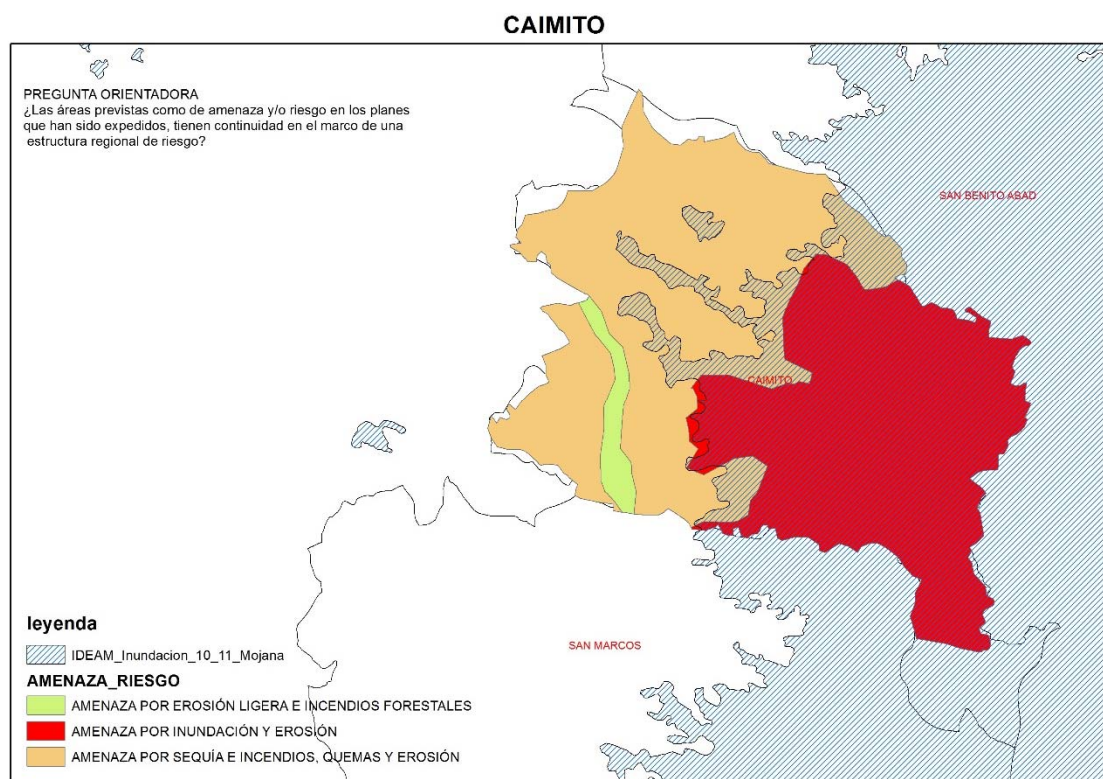 CAIMITO
PREGUNTA ORIENTADORA
¿Las áreas previstas como de amenaza y/o riesgo en los planes
que han sido expedidos, tienen continuidad en el marco de una
estructura regional de riesgo?
SAN BENITO ABAD
CAIMITO
SAN MARCOS
leyenda
IDEAM_Inundacion_10_11_Mojana
AMENAZA_RIESGO
AMENAZA POR EROSIÓN LIGERA E INCENDIOS FORESTALES
AMENAZA POR INUNDACIÓN Y EROSIÓN
AMENAZA POR SEQUÍA E INCENDIOS, QUEMAS Y EROSIÓN